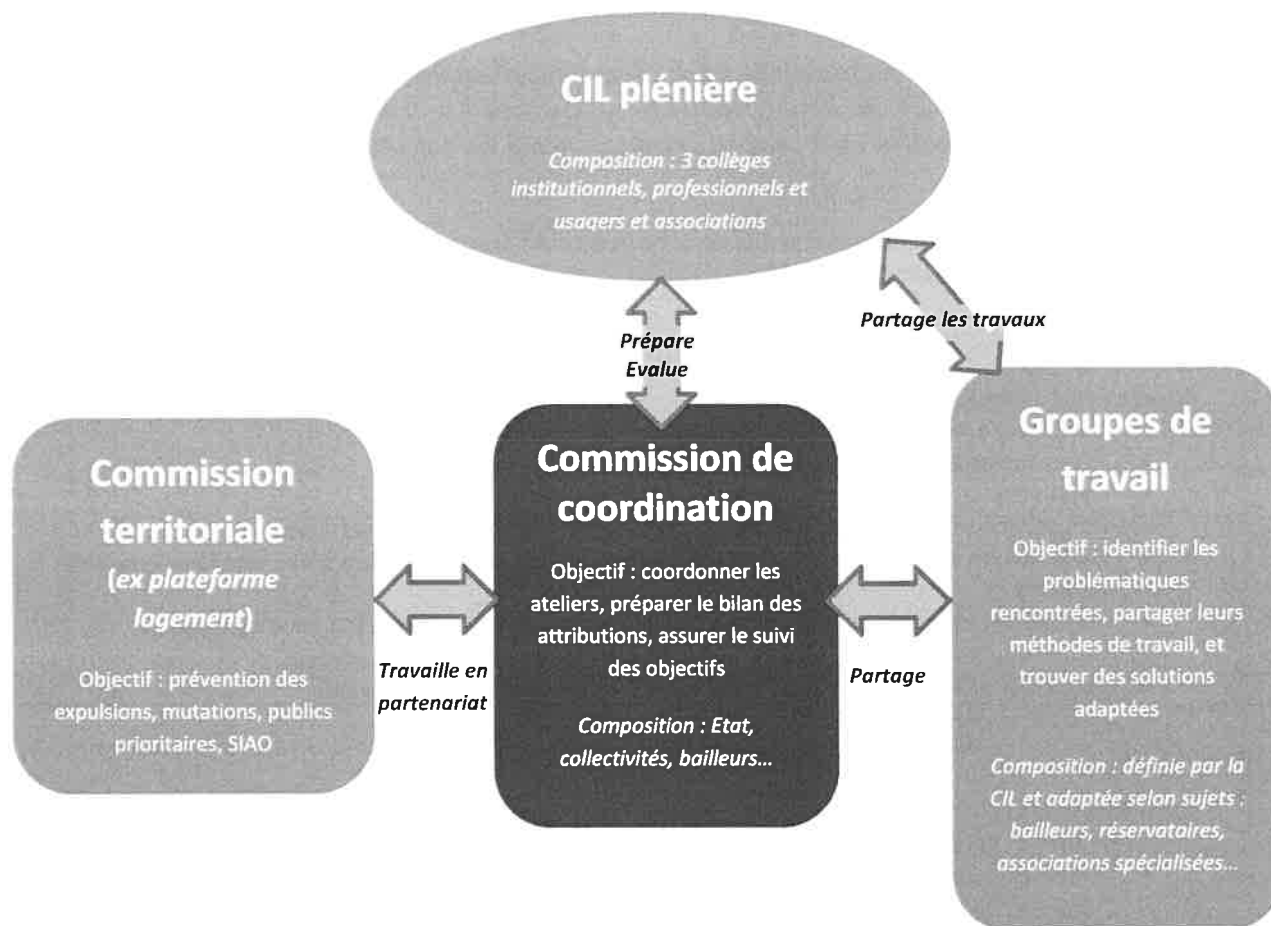 CIL plénière
Composition : 3 collèges
institutionnels, professionnels et
usagers et associations
Prépare
Evalue
Partage les travaux
Commission
territoriale
(ex plateforme
logement)
Objectif : prévention des
expulsions, mutations, publics
prioritaires, SIAO
Travaille en
partenariat
Commission de
coordination
Objectif : coordonner les
ateliers, préparer le bilan des
attributions, assurer le suivi
des objectifs
Composition : Etat,
collectivités, bailleurs...
Partage
Groupes de
travail
Objectif : identifier les
problématiques
rencontrées, partager leurs
méthodes de travail, et
trouver des solutions
adaptées
Composition : définie par la
CIL et adaptée selon sujets :
bailleurs, réservataires,
associations spécialisées...